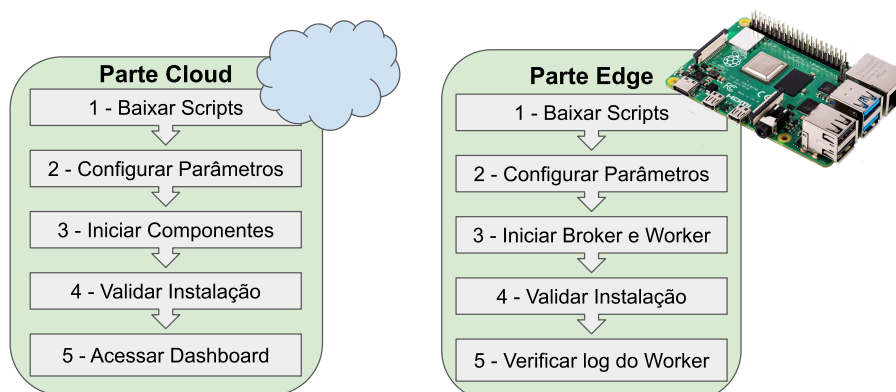 Parte Cloud
1 - Baixar Scripts
2 - Configurar Parâmetros
3 - Iniciar Componentes
4 - Validar Instalação
5 - Acessar Dashboard
Parte Edge
1 - Baixar Scripts
2 - Configurar Parâmetros
3 - Iniciar Broker e Worker
4 - Validar Instalação
5 - Verificar log do Worker
HDMI